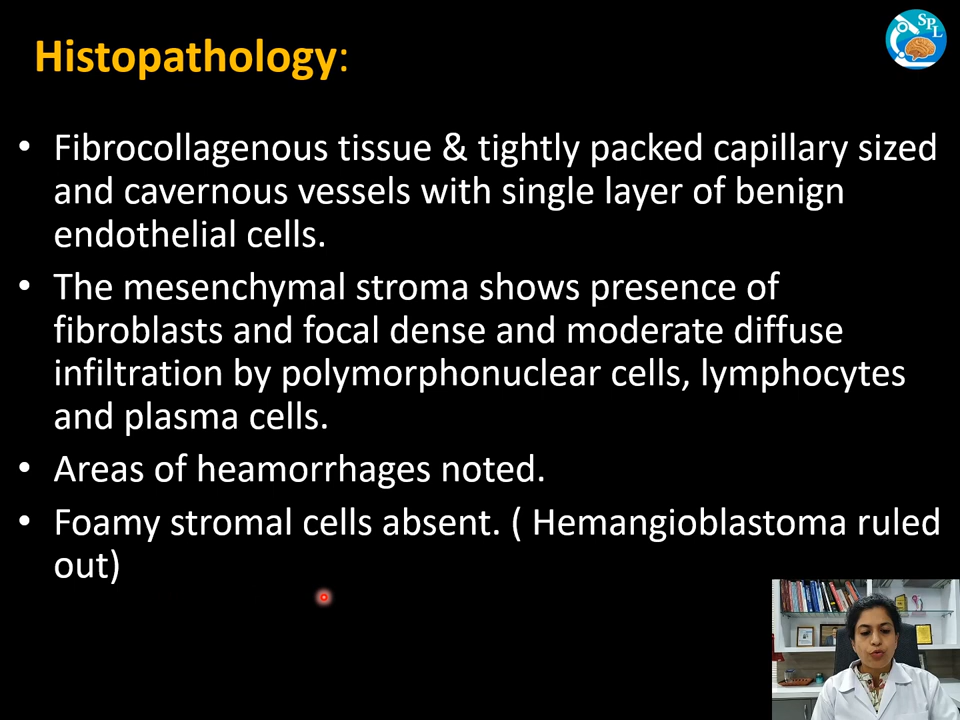 Histopathology:
SPL
• Fibrocollagenous tissue & tightly packed capillary sized
and cavernous vessels with single layer of benign
endothelial cells.
• The mesenchymal stroma shows presence of
fibroblasts and focal dense and moderate diffuse
infiltration by polymorphonuclear cells, lymphocytes
and plasma cells.
• Areas of heamorrhages noted.
• Foamy stromal cells absent. ( Hemangioblastoma ruled
out)